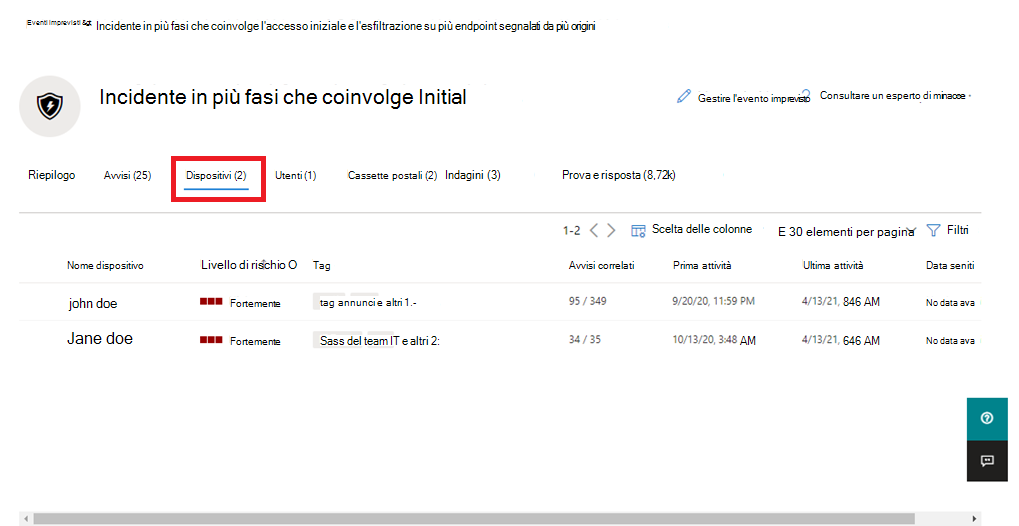 Eventi Imprevisti &gt; Incidente in più fasi che coinvolge l'accesso iniziale e l'esfiltrazione su più endpoint segnalati da più origini
Incidente in più fasi che coinvolge Initial
Gestire l'evento imprevisto Consultare un esperto di minacce
Riepilogo Avvisi (25) Dispositivi (2) Utenti (1) Cassette postali (2) Indagini (3) Prova e risposta (8,72k)
1-2 Scelta delle colonne E 30 elementi per pagina Filtri
Nome dispositivo Livello di rischio O Tag Avvisi correlati Prima attività Ultima attività Data seniti
john doe Fortemente tag annunci e altri 1.- 95 / 349 9/20/20, 11:59 PM 4/13/21, 846 AM No data ava
Jane doe Fortemente Sass del team IT e altri 2: 34 / 35 10/13/20, 3:48 AM 4/13/21, 646 AM No data ava